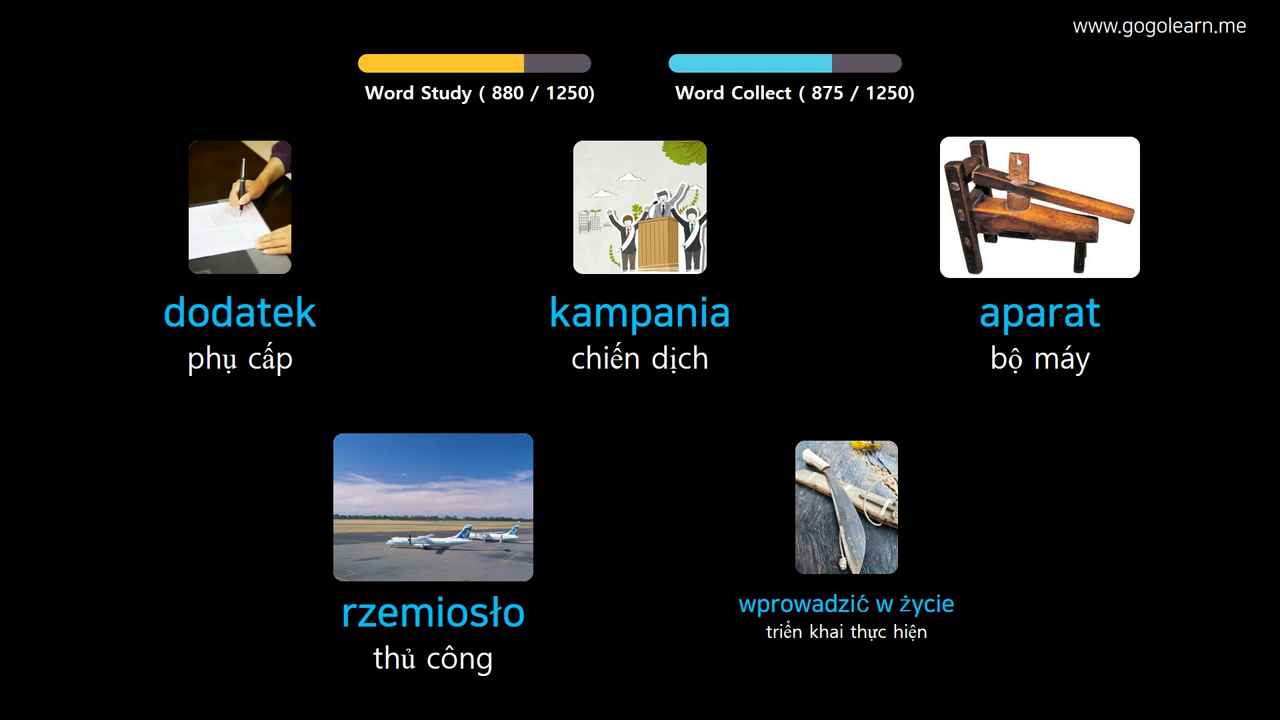 www.gogolearn.me
Word Study ( 880 / 1250)
Word Collect ( 875 / 1250)
dodatek
phụ cấp
kampania
chiến dịch
aparat
bộ máy
rzemiosło
thủ công
wprowadzić w życie
triển khai thực hiện